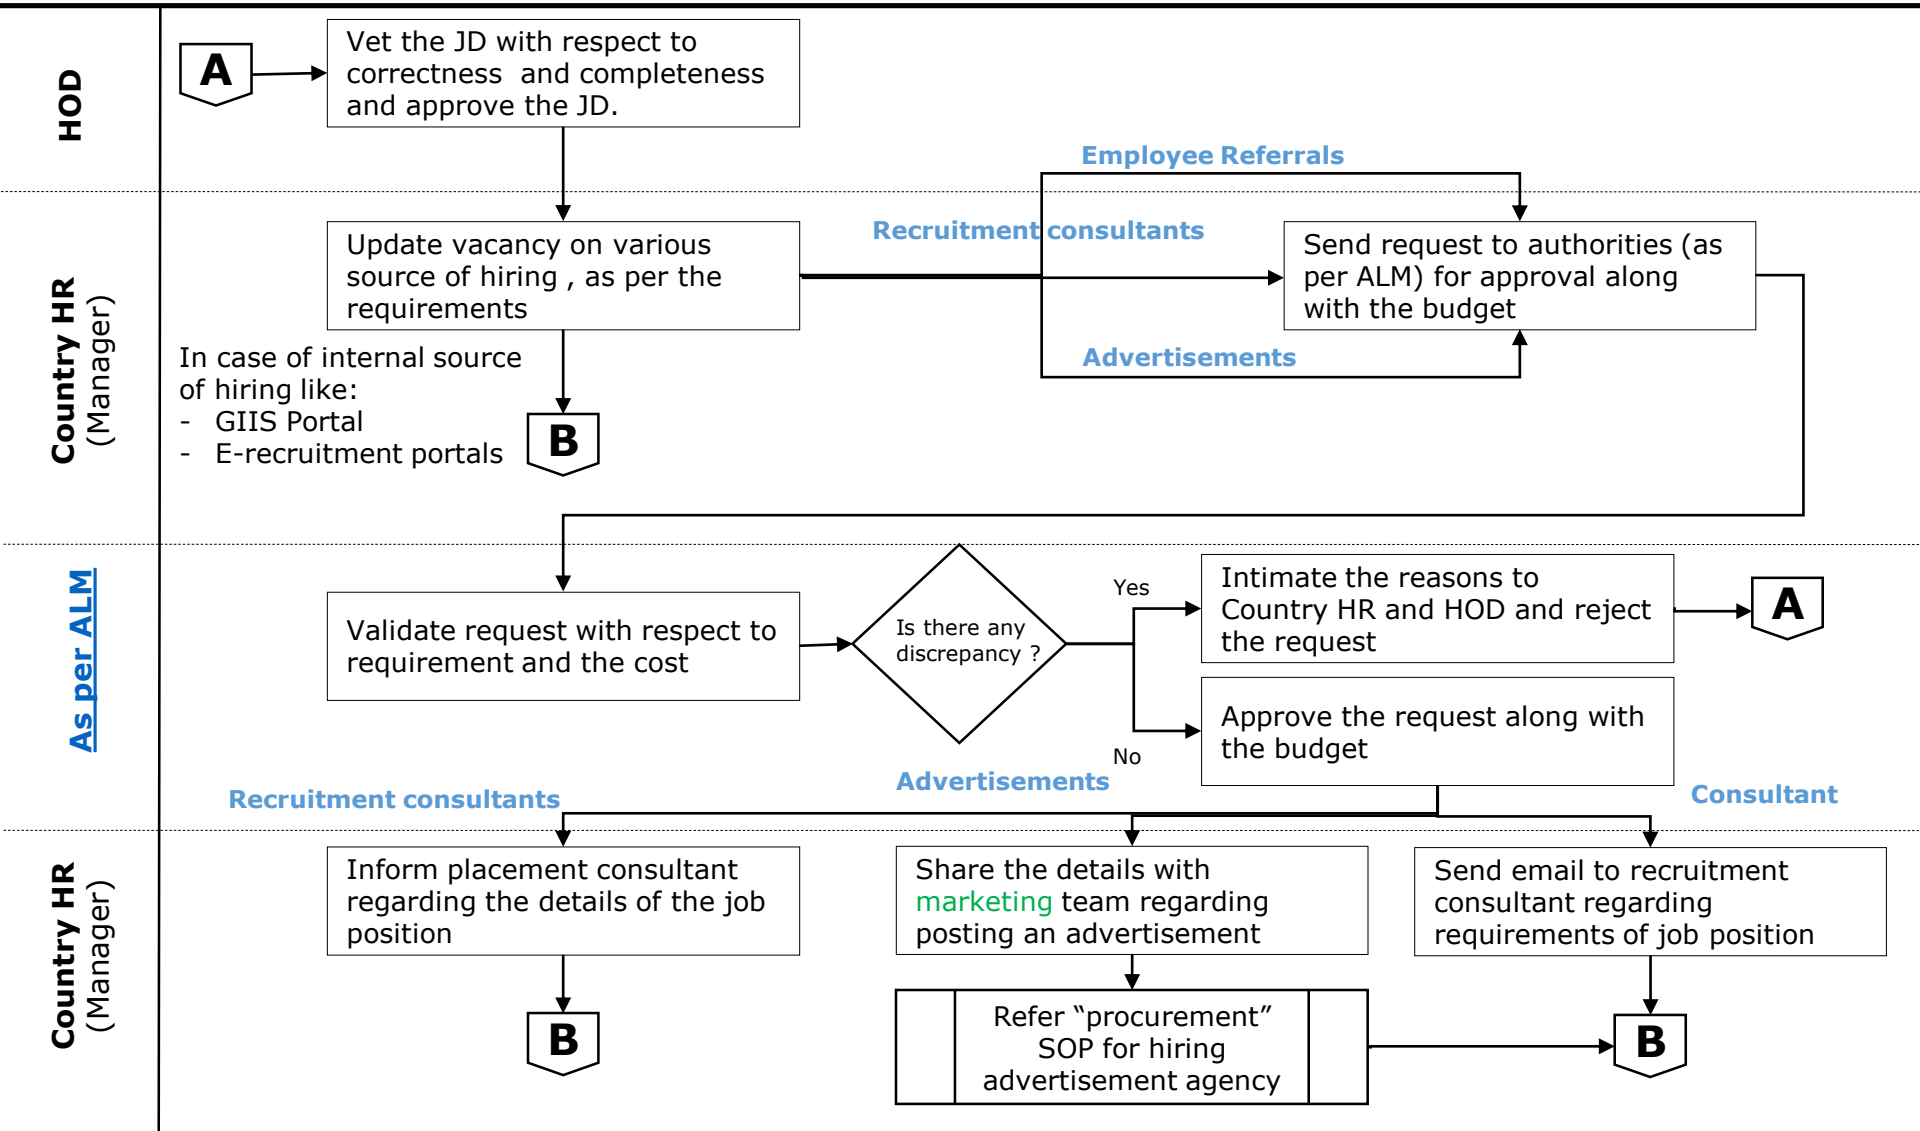 HOD
A
Vet the JD with respect to
correctness  and completeness
and approve the JD.
Employee Referrals
Country HR
(Manager)
Update vacancy on various
source of hiring , as per the
requirements
Recruitment consultants
Send request to authorities (as
per ALM) for approval along
with the budget
Advertisements
In case of internal source
of hiring like:
- GIIS Portal
- E-recruitment portals
B
As per ALM
Validate request with respect to
requirement and the cost
Is there any
discrepancy ?
Yes
Intimate the reasons to
Country HR and HOD and reject
the request
A
No
Approve the request along with
the budget
Recruitment consultants
Advertisements
Consultant
Country HR
(Manager)
Inform placement consultant
regarding the details of the job
position
Share the details with
marketing team regarding
posting an advertisement
Send email to recruitment
consultant regarding
requirements of job position
B
Refer “procurement”
SOP for hiring
advertisement agency
B